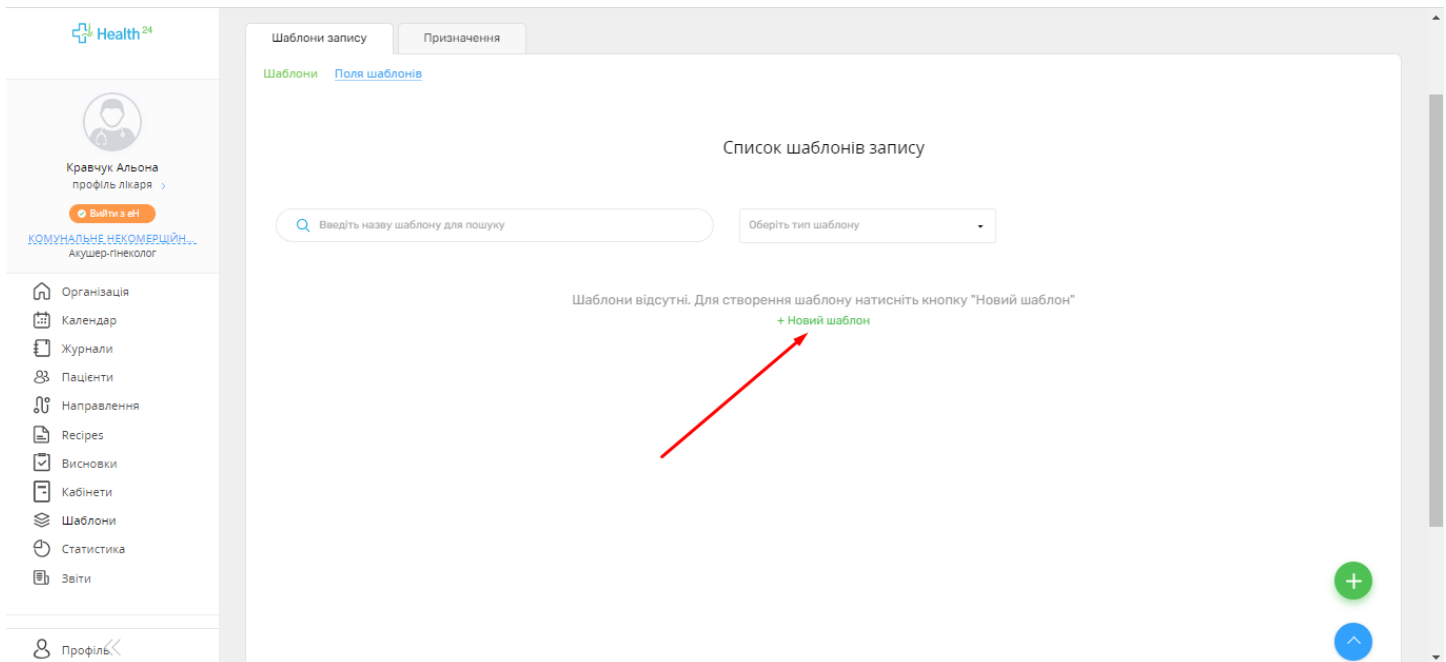 Health 24
Шаблони запису
Призначення
Шаблони Поля шаблонів
Кравчук Альона
профіль лікаря
Вийти з eH
КОМУНАЛЬНЕ НЕКОМЕРЦІЙН...
Акушер-гінеколог
Організація
Календар
Журнали
Пацієнти
Направлення
Recipes
Висновки
Кабінети
Шаблони
Статистика
Звіти
Профіль
Список шаблонів запису
Введіть назву шаблону для пошуку
Оберіть тип шаблону
Шаблони відсутні. Для створення шаблону натисніть кнопку "Новий шаблон"
+ Новий шаблон